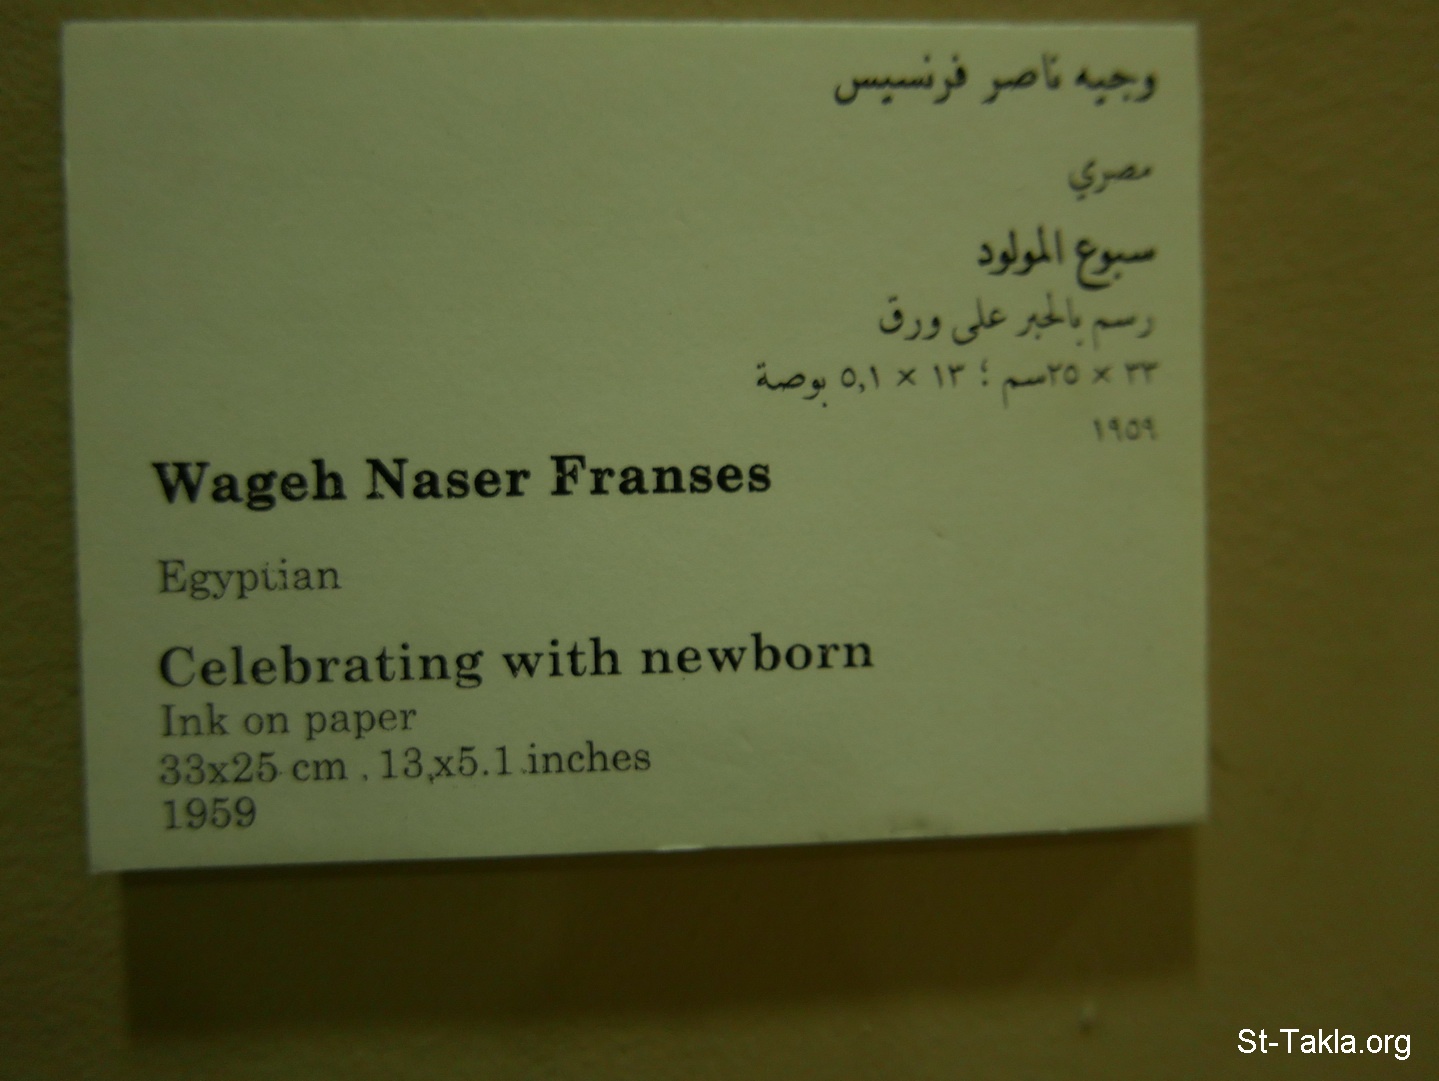 وجيه ناصر فرنسيس
مصري
سبوع المولود
رسم بالحبر على ورق
٣٣ × ٢٥سم ؛ ١٣ × ٥,١ بوصة
١٩٥٩
Wageh Naser Franses
Egyptian
Celebrating with newborn
Ink on paper
33x25 cm , 13,x5.1 inches
1959
St-Takla.org